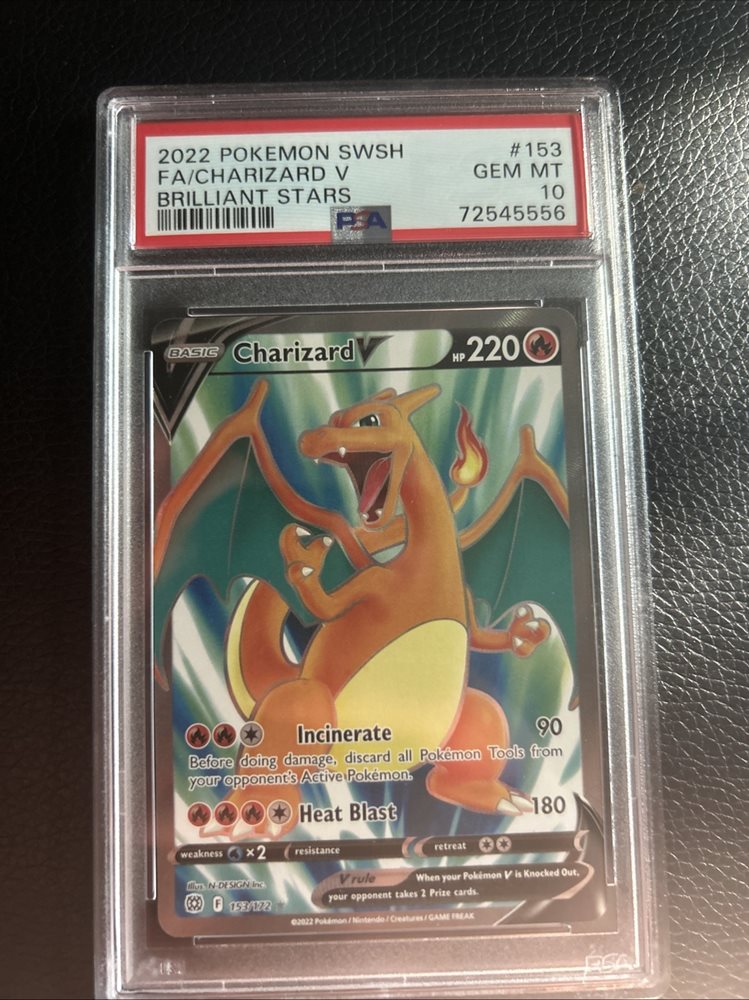 2022 POKEMON SWSH #153
FA/CHARIZARD V GEM MT
BRILLIANT STARS 10
PSA 72545556
BASIC Charizard V HP 220
Incinerate 90
Before doing damage, discard all Pokémon Tools from
your opponent's Active Pokémon.
Heat Blast 180
weakness ×2 resistance retreat
V rule When your Pokémon V is Knocked Out,
your opponent takes 2 Prize cards.
Illus. N-DESIGN Inc.
F 153/172
©2022 Pokémon / Nintendo / Creatures / GAME FREAK
PSA